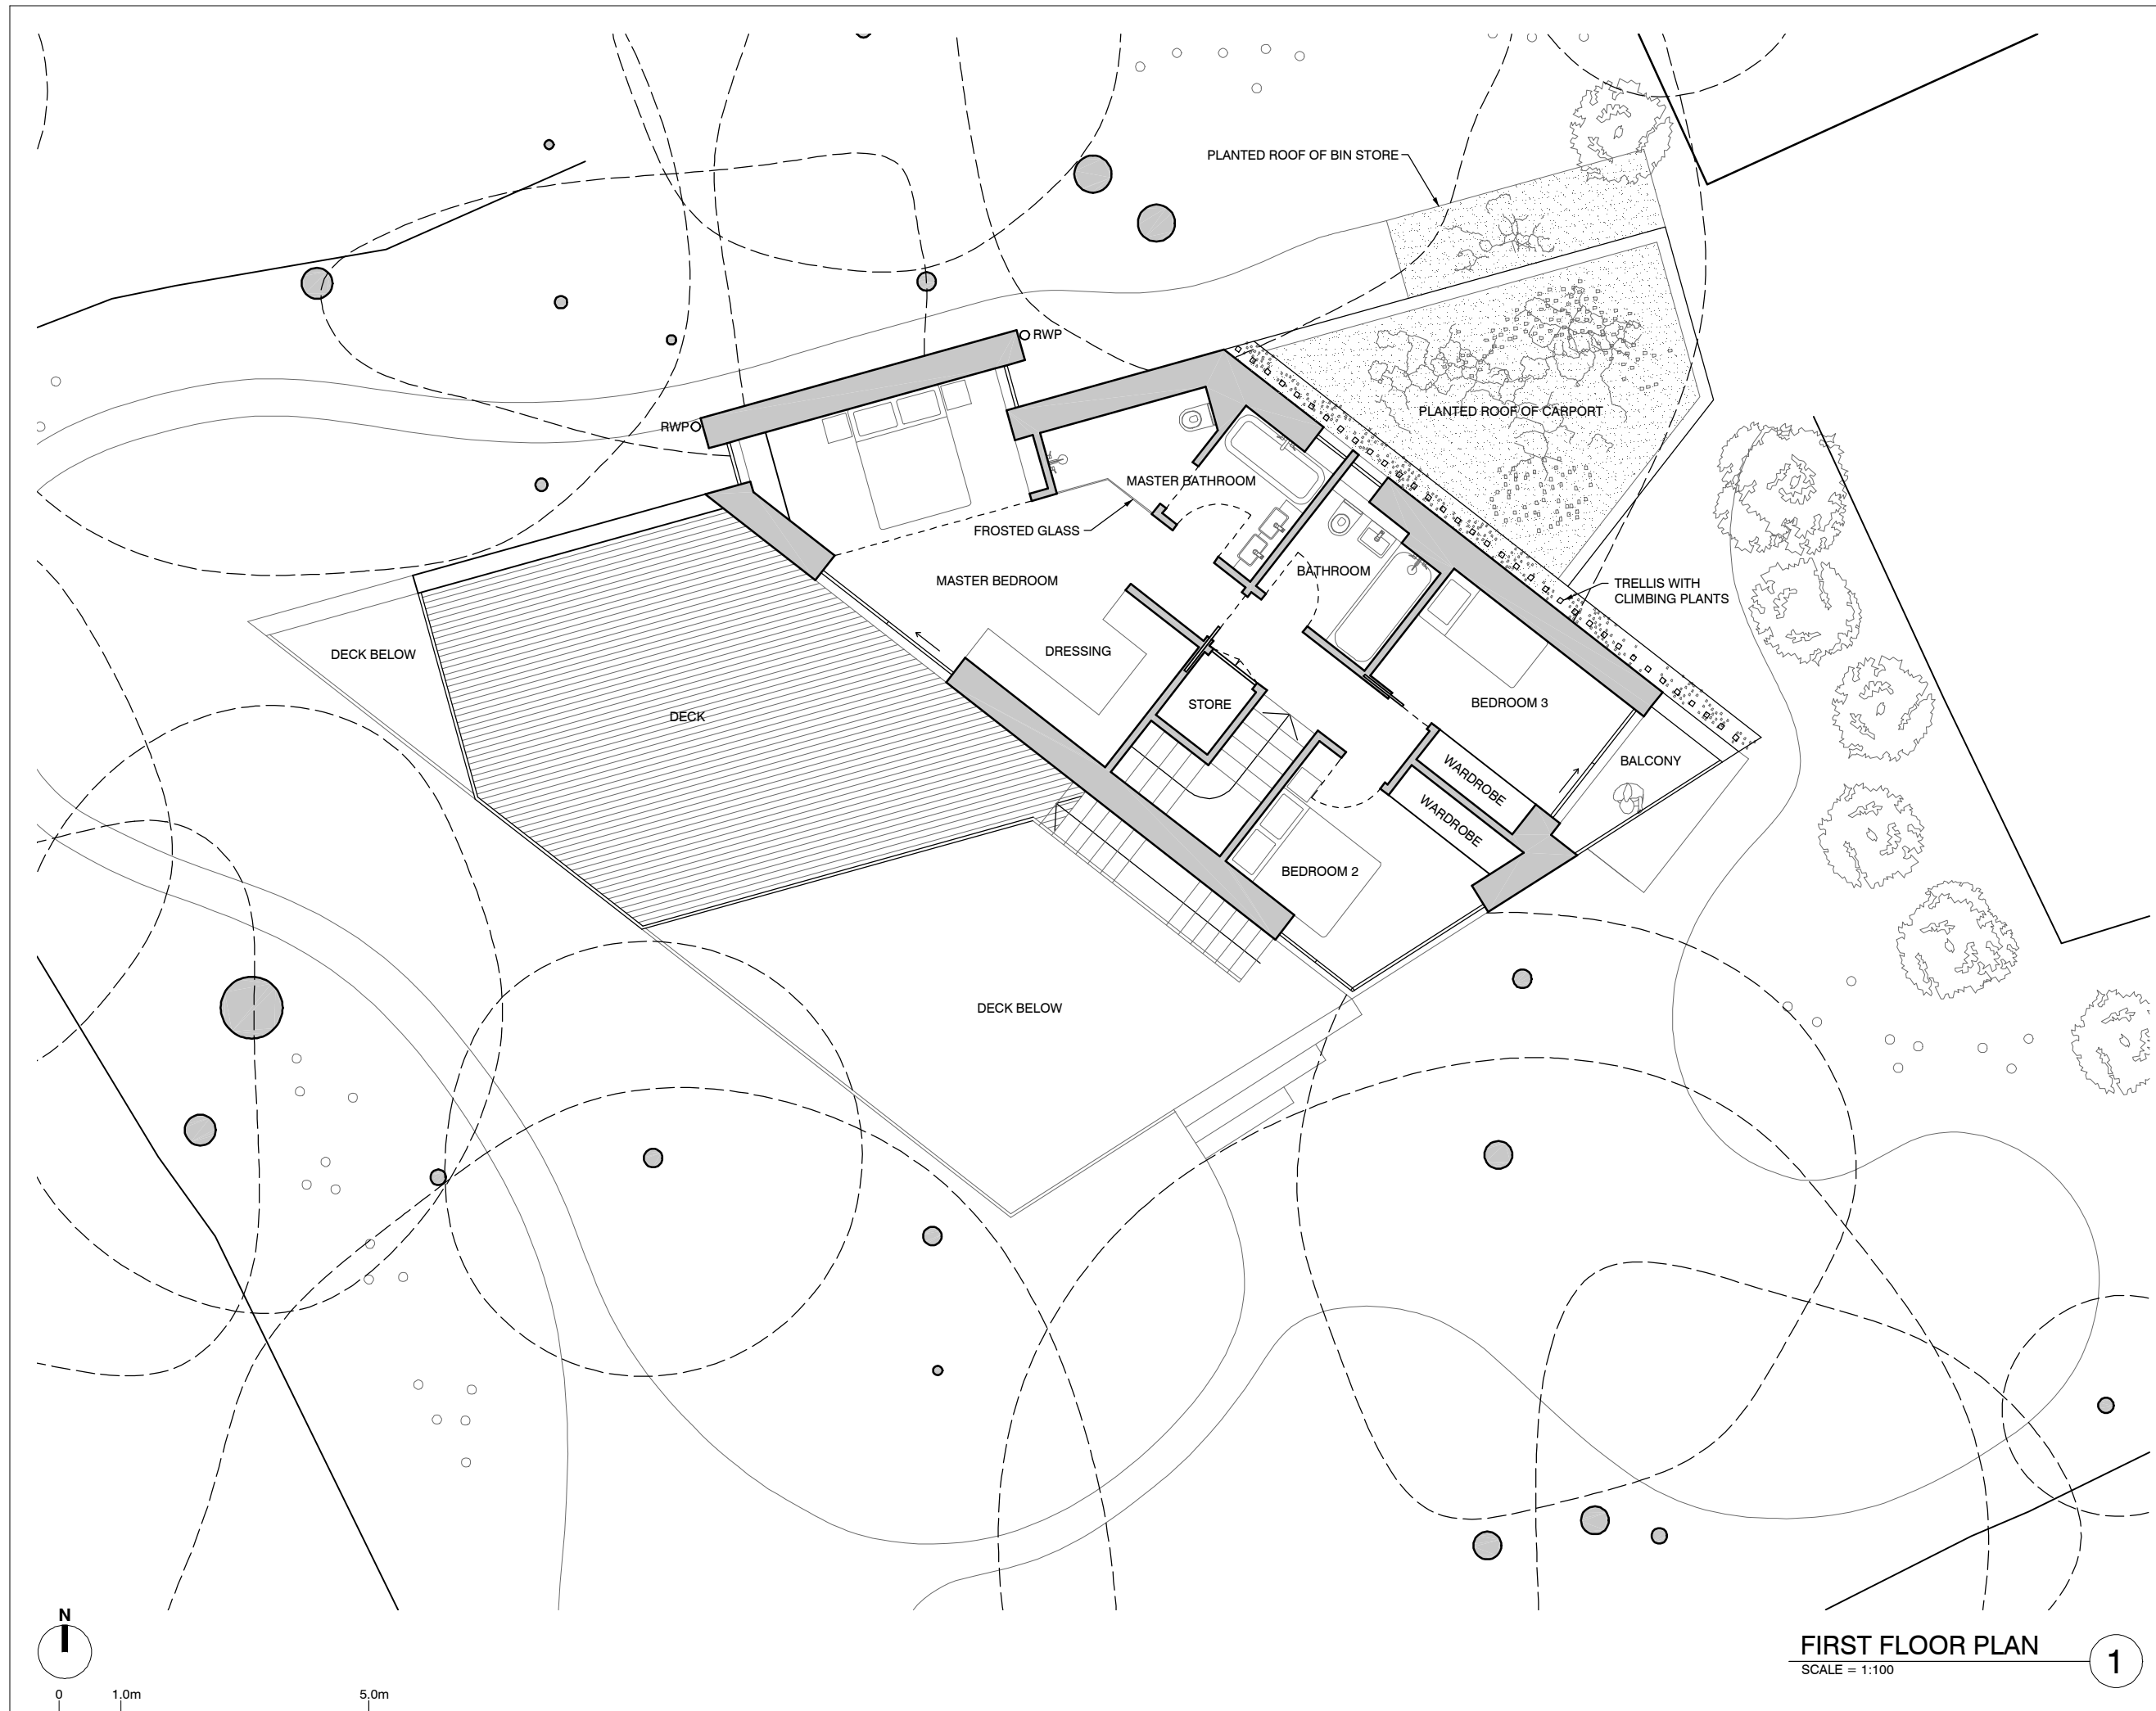 PLANTED ROOF OF BIN STORE
RWP
PLANTED ROOF OF CARPORT
RWP
MASTER BATHROOM
FROSTED GLASS
BATHROOM
MASTER BEDROOM
TRELLIS WITH
CLIMBING PLANTS
DECK BELOW
DRESSING
STORE
BEDROOM 3
DECK
BALCONY
WARDROBE
WARDROBE
BEDROOM 2
DECK BELOW
N
FIRST FLOOR PLAN
1
SCALE = 1:100
0 1.0m 5.0m